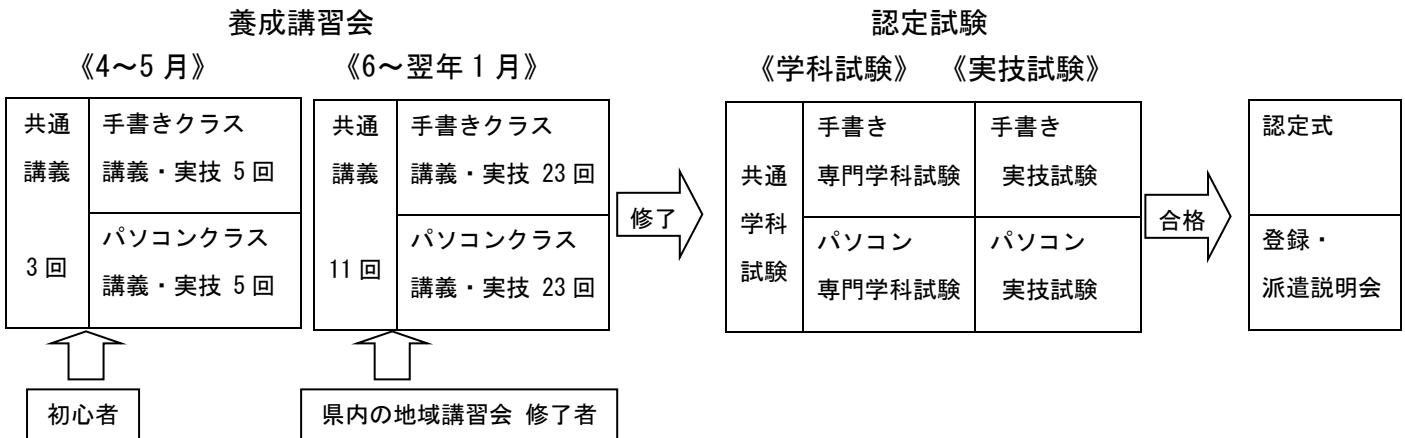 養成講習会
《4～5月》
《6～翌年1月》
共通
講義
3回
手書きクラス
講義・実技 5回
パソコンクラス
講義・実技 5回
共通
講義
11回
手書きクラス
講義・実技 23回
パソコンクラス
講義・実技 23回
初心者
県内の地域講習会 修了者
修了
認定試験
《学科試験》
《実技試験》
共通
学科
試験
手書き
専門学科試験
手書き
実技試験
パソコン
専門学科試験
パソコン
実技試験
合格
認定式
登録・
派遣説明会